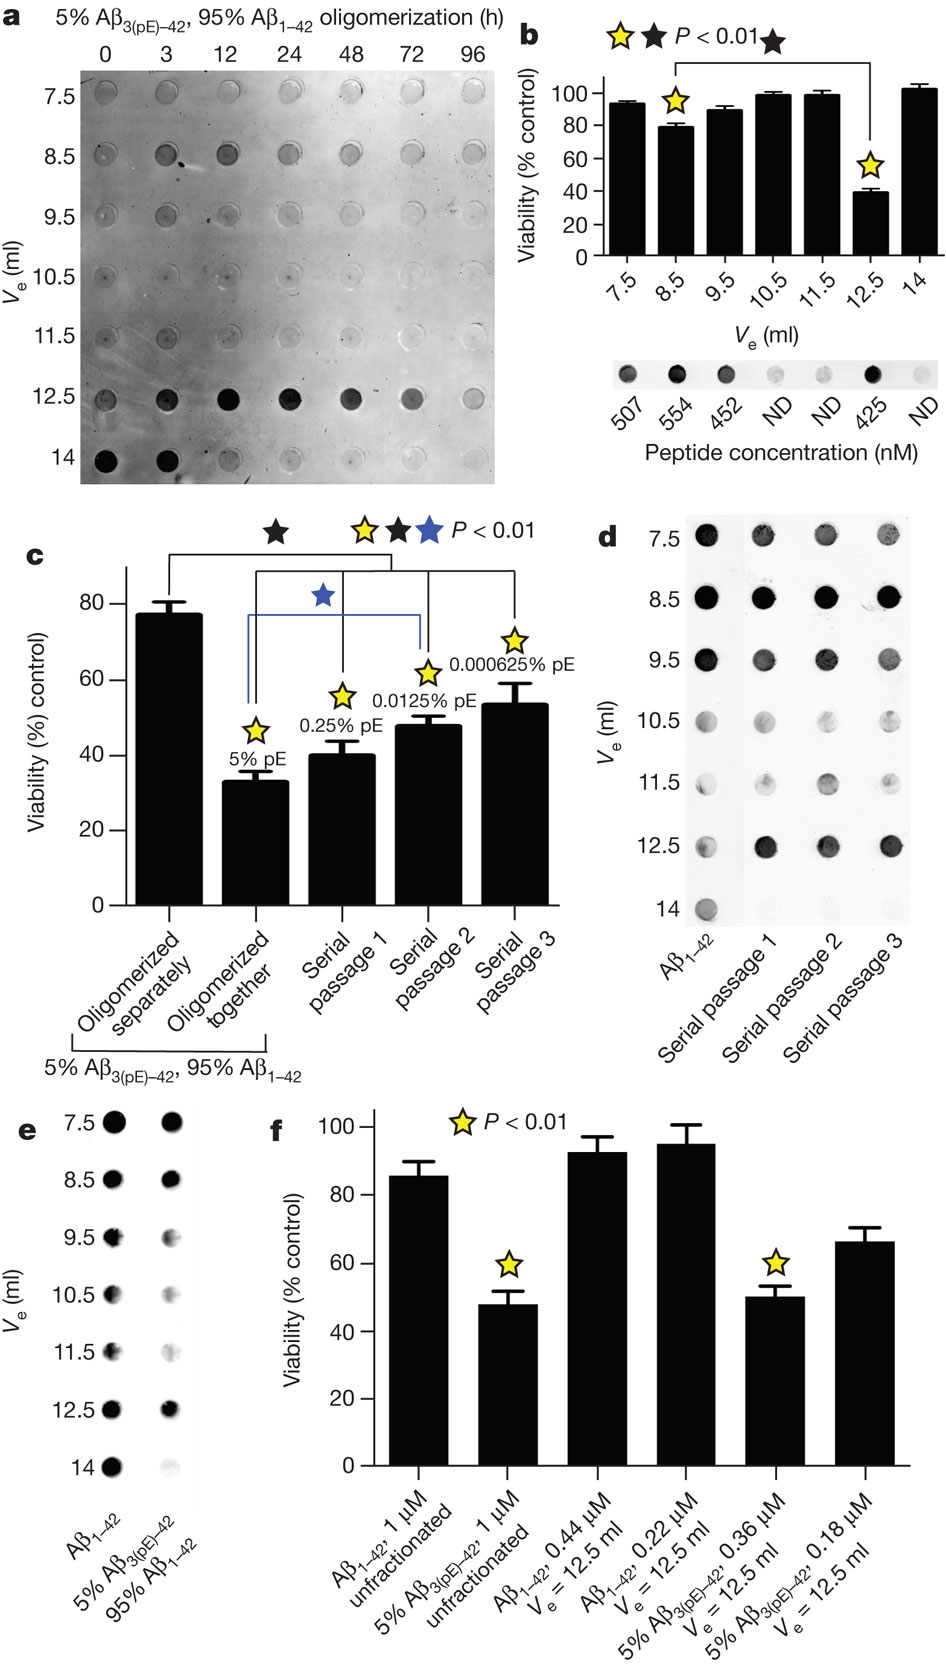 a
5% Aβ3(pE)–42, 95% Aβ1–42 oligomerization (h)
0 3 12 24 48 72 96
7.5
8.5
9.5
10.5
11.5
12.5
14
Ve (ml)
b
P < 0.01
Viability (% control)
100
80
60
40
20
0
7.5 8.5 9.5 10.5 11.5 12.5 14
Ve (ml)
507 554 452 ND ND 425 ND
Peptide concentration (nM)
c
P < 0.01
Viability (%) control)
80
60
40
20
0
5% pE
0.25% pE
0.0125% pE
0.000625% pE
Oligomerized
separately
Oligomerized
together
Serial
passage 1
Serial
passage 2
Serial
passage 3
5% Aβ3(pE)–42, 95% Aβ1–42
d
7.5
8.5
9.5
10.5
11.5
12.5
14
Ve (ml)
Aβ1–42
Serial passage 1
Serial passage 2
Serial passage 3
e
7.5
8.5
9.5
10.5
11.5
12.5
14
Ve (ml)
Aβ1–42
5% Aβ3(pE)–42
95% Aβ1–42
f
P < 0.01
Viability (% control)
100
80
60
40
20
0
Aβ1–42, 1 µM
unfractionated
5% Aβ3(pE)–42, 1 µM
unfractionated
Aβ1–42, 0.44 µM
Ve = 12.5 ml
Aβ1–42, 0.22 µM
Ve = 12.5 ml
5% Aβ3(pE)–42, 0.36 µM
Ve = 12.5 ml
5% Aβ3(pE)–42, 0.18 µM
Ve = 12.5 ml